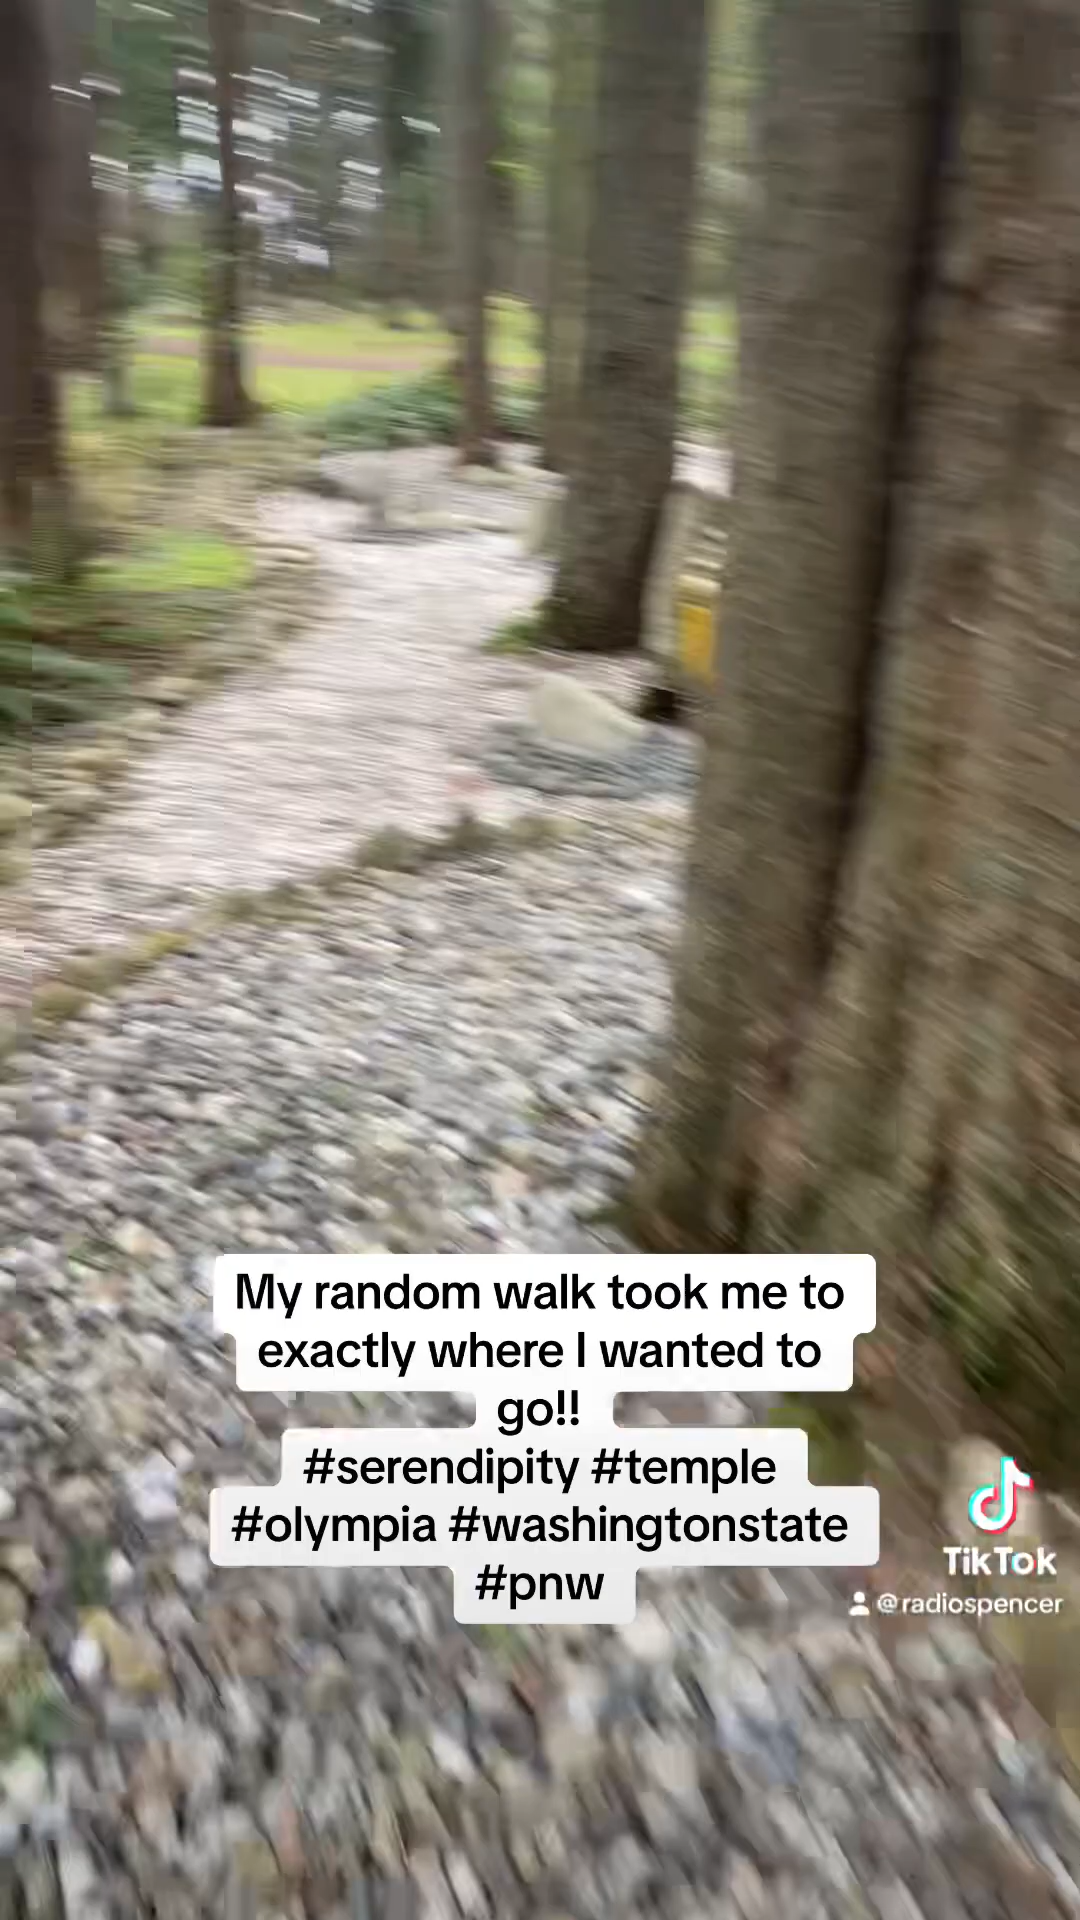 My random walk took me to
exactly where I wanted to
go!!
#serendipity #temple
#olympia #washingtonstate
#pnw
TikTok
@radiospencer